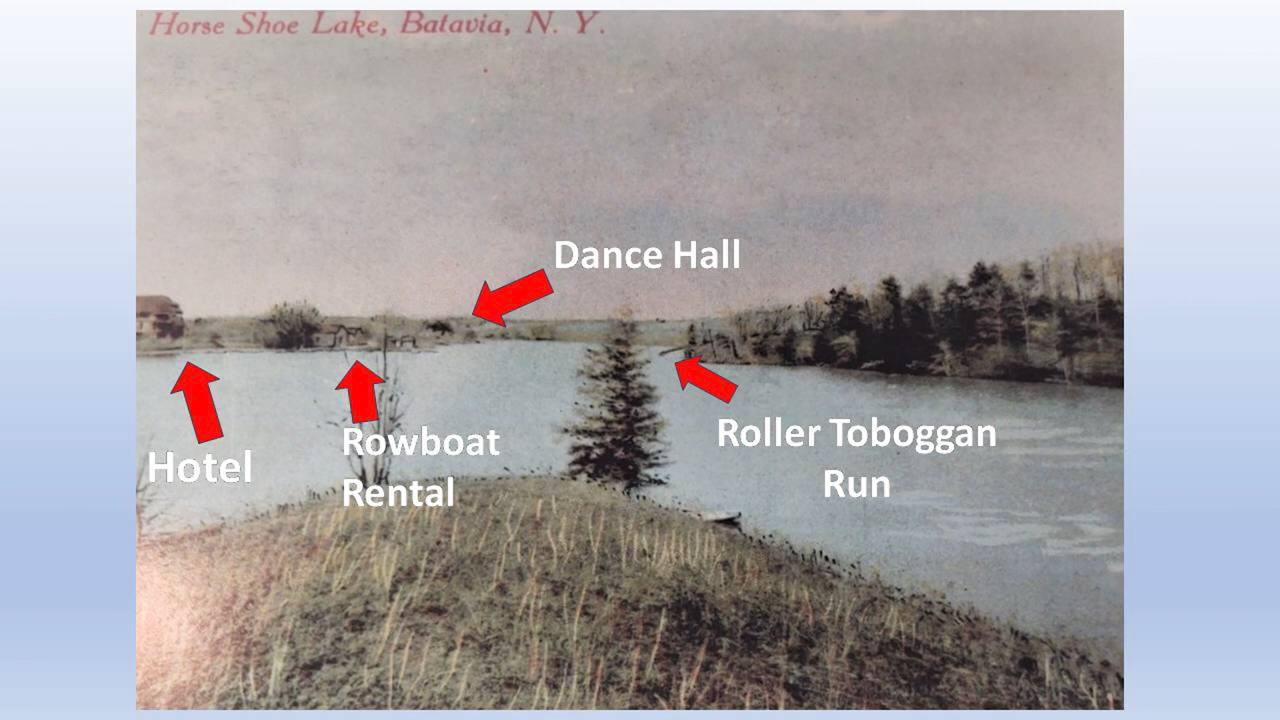 Horse Shoe Lake, Batavia, N. Y.
Dance Hall
Hotel
Rowboat
Rental
Roller Toboggan
Run